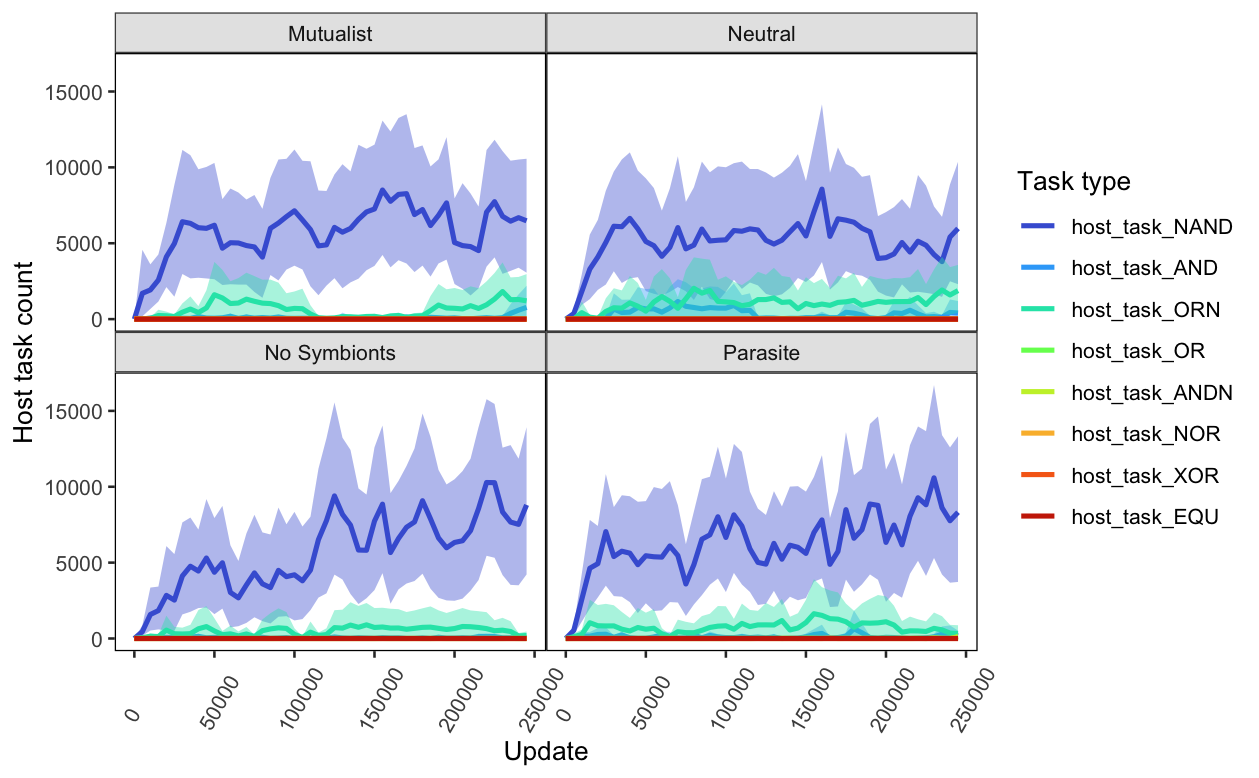 Mutualist
Neutral
15000
10000
5000
0
No Symbionts
Parasite
15000
10000
5000
0
0
50000
100000
150000
200000
250000
0
50000
100000
150000
200000
250000
Update
Host task count
Task type
host_task_NAND
host_task_AND
host_task_ORN
host_task_OR
host_task_ANDN
host_task_NOR
host_task_XOR
host_task_EQU